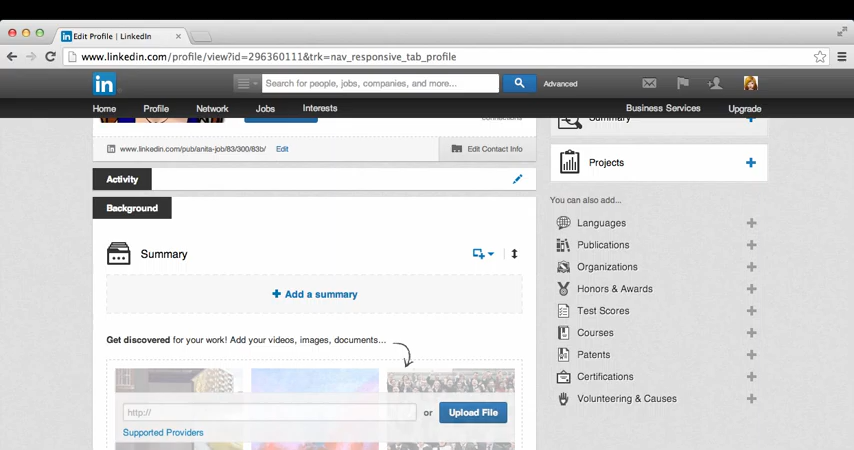 Edit Profile | LinkedIn
www.linkedin.com/profile/view?id=296360111&trk=nav_responsive_tab_profile
in
Search for people, jobs, companies, and more...
Advanced
Home Profile Network Jobs Interests Business Services Upgrade
connections
Summary
www.linkedin.com/pub/anita-job/83/300/83b/ Edit
Edit Contact Info
Projects
Activity
Background
You can also add...
Languages
Publications
Organizations
Honors & Awards
Test Scores
Courses
Patents
Certifications
Volunteering & Causes
Summary
Add a summary
Get discovered for your work! Add your videos, images, documents...
http://
or
Upload File
Supported Providers